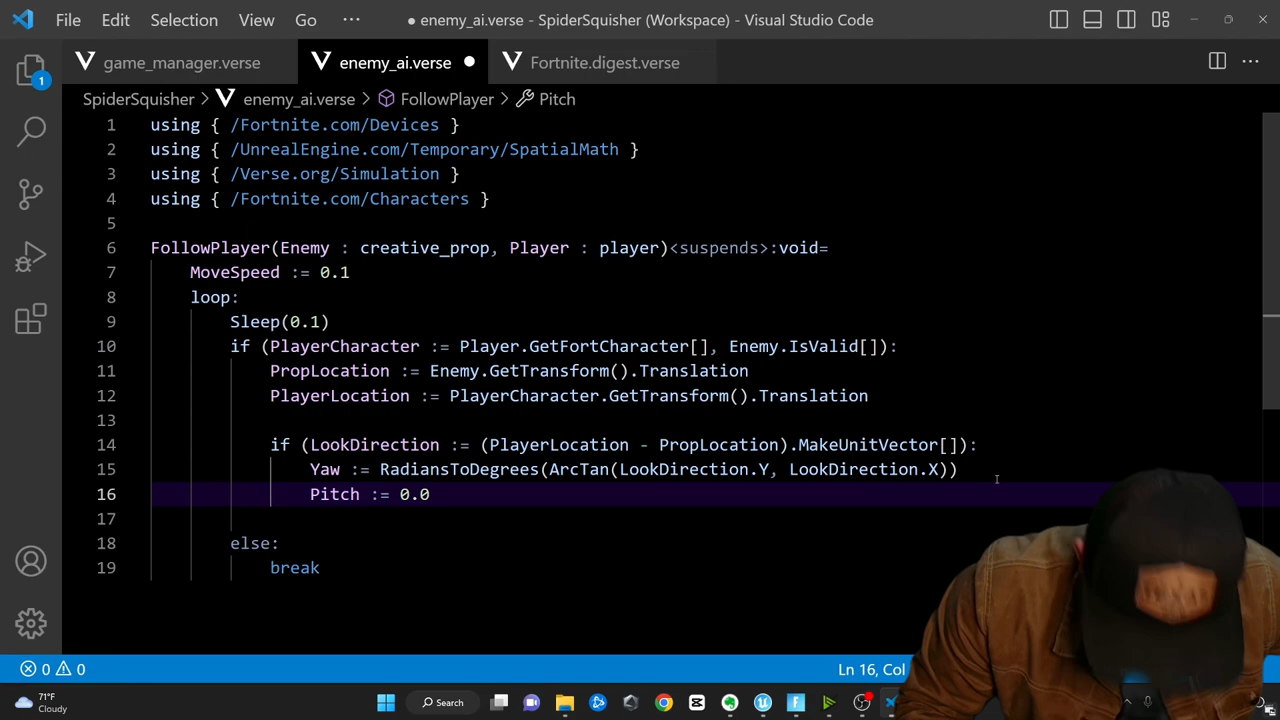 File Edit Selection View Go ··· ● enemy_ai.verse - SpiderSquisher (Workspace) - Visual Studio Code
game_manager.verse enemy_ai.verse ● Fortnite.digest.verse
SpiderSquisher > enemy_ai.verse > FollowPlayer > Pitch
1 using { /Fortnite.com/Devices }
2 using { /UnrealEngine.com/Temporary/SpatialMath }
3 using { /Verse.org/Simulation }
4 using { /Fortnite.com/Characters }
5
6 FollowPlayer(Enemy : creative_prop, Player : player)<suspends>:void=
7 MoveSpeed := 0.1
8 loop:
9 Sleep(0.1)
10 if (PlayerCharacter := Player.GetFortCharacter[], Enemy.IsValid[]):
11 PropLocation := Enemy.GetTransform().Translation
12 PlayerLocation := PlayerCharacter.GetTransform().Translation
13
14 if (LookDirection := (PlayerLocation - PropLocation).MakeUnitVector[]):
15 Yaw := RadiansToDegrees(ArcTan(LookDirection.Y, LookDirection.X))
16 Pitch := 0.0
17
18 else:
19 break
1
0 0 Ln 16, Col
71°F
Cloudy
Search